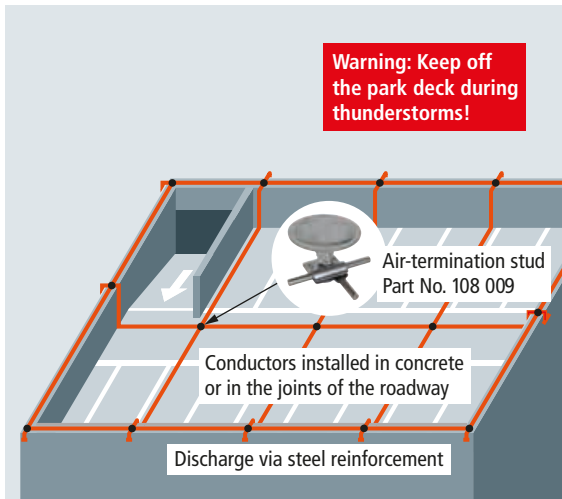 Warning: Keep off
the park deck during
thunderstorms!
Air-termination stud
Part No. 108 009
Conductors installed in concrete
or in the joints of the roadway
Discharge via steel reinforcement